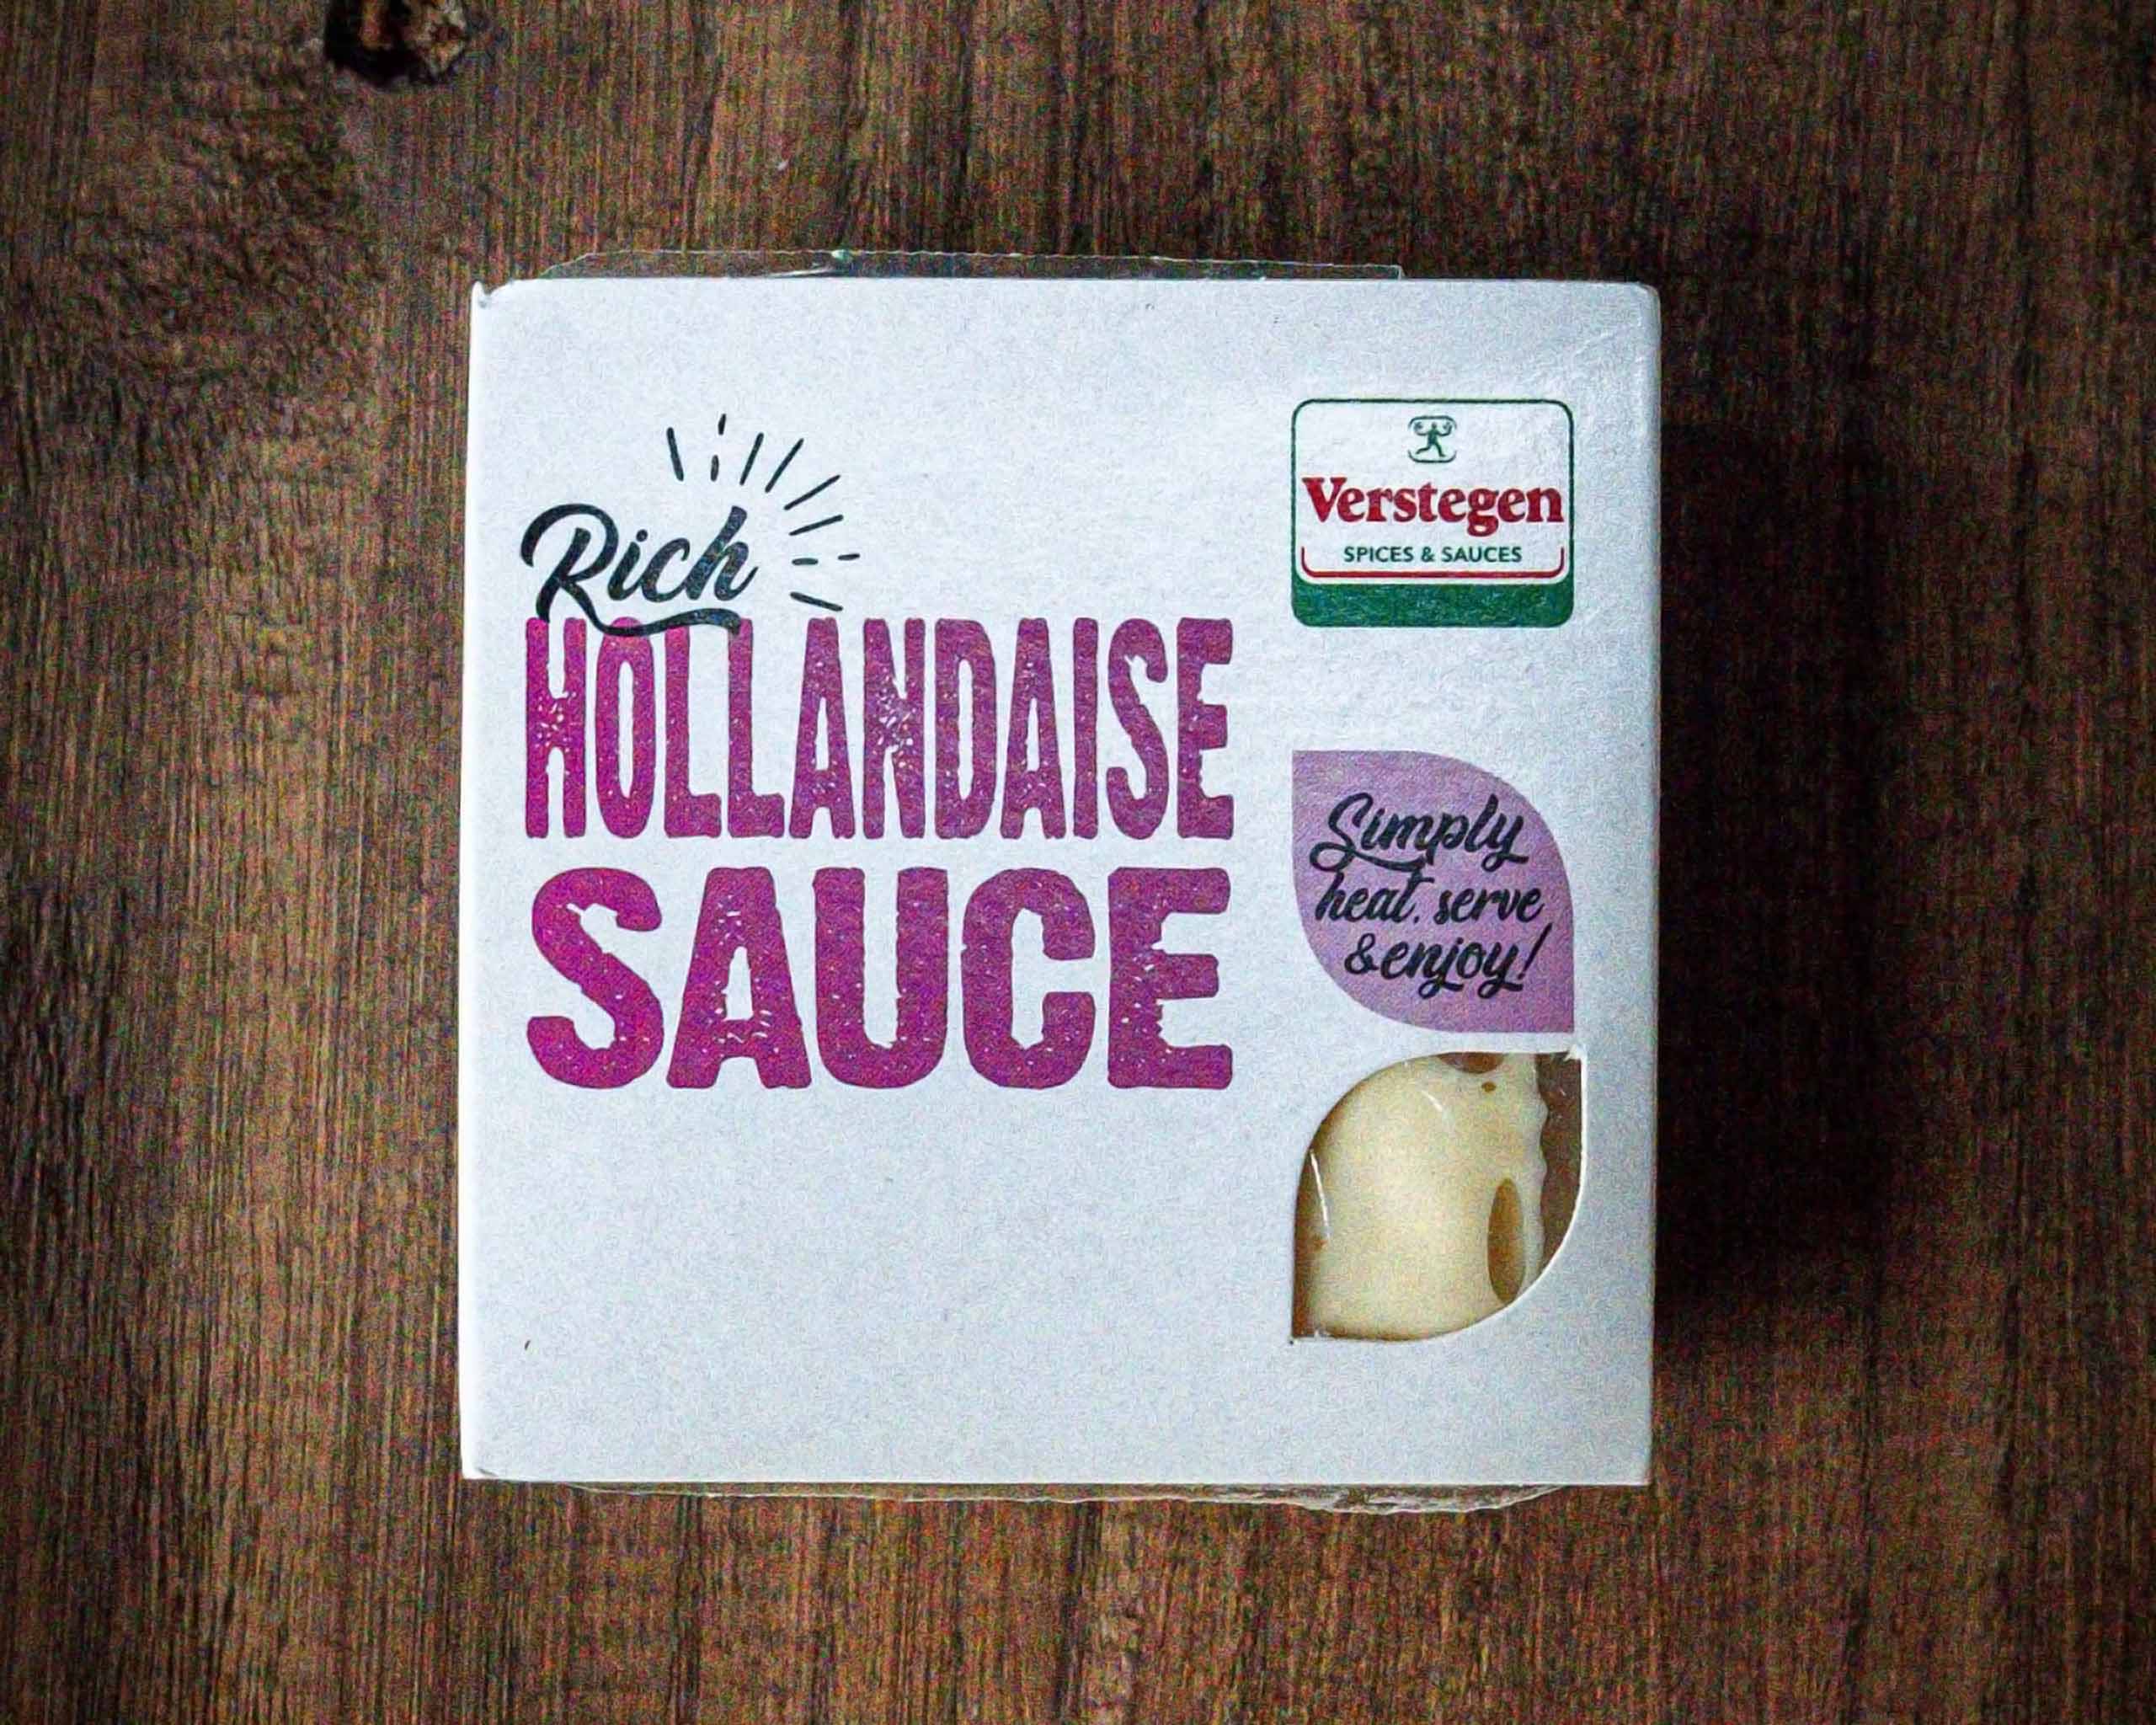 Rich
HOLLANDAISE
SAUCE
Verstegen
SPICES & SAUCES
Simply
heat, serve
& enjoy!